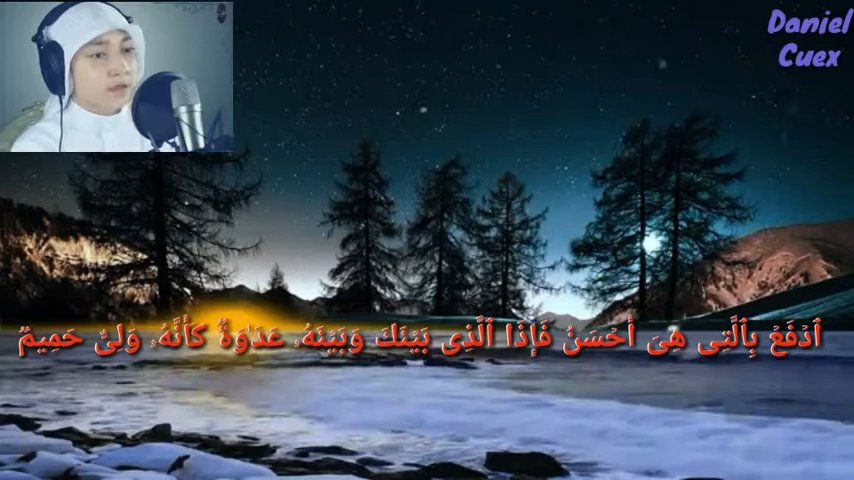 Daniel
Cuex
ٱدْفَعْ بِٱلَّتِى هِىَ أَحْسَنُ فَإِذَا ٱلَّذِى بَيْنَكَ وَبَيْنَهُۥ عَدَٰوَةٌ كَأَنَّهُۥ وَلِىٌّ حَمِيمٌ